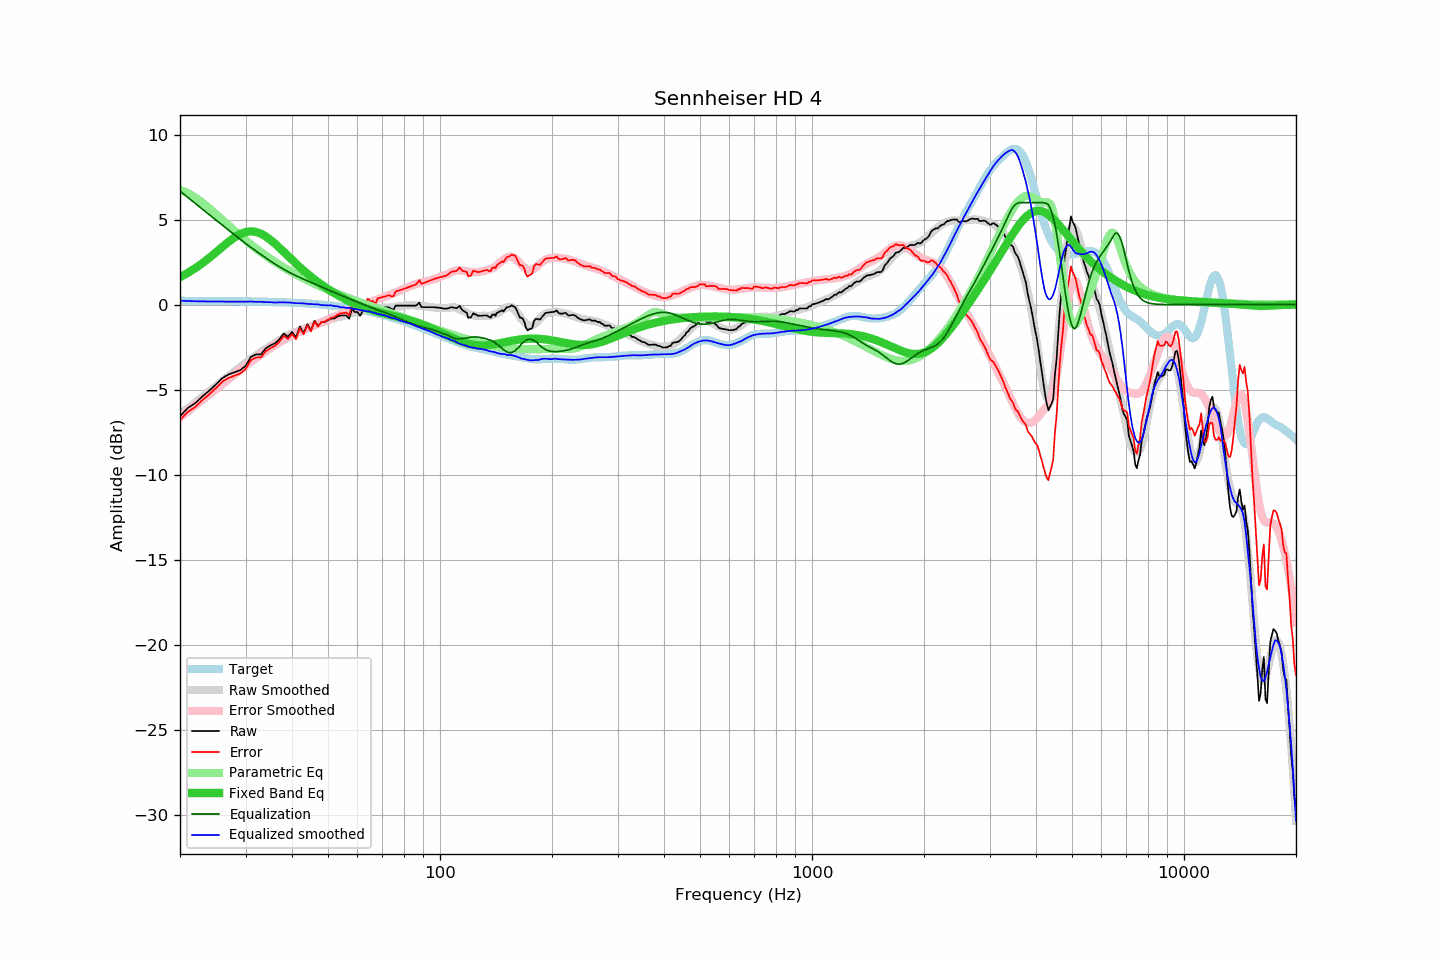 Sennheiser HD 4
10
5
0
−5
−10
−15
−20
−25
−30
Amplitude (dBr)
Target
Raw Smoothed
Error Smoothed
Raw
Error
Parametric Eq
Fixed Band Eq
Equalization
Equalized smoothed
100
1000
10000
Frequency (Hz)